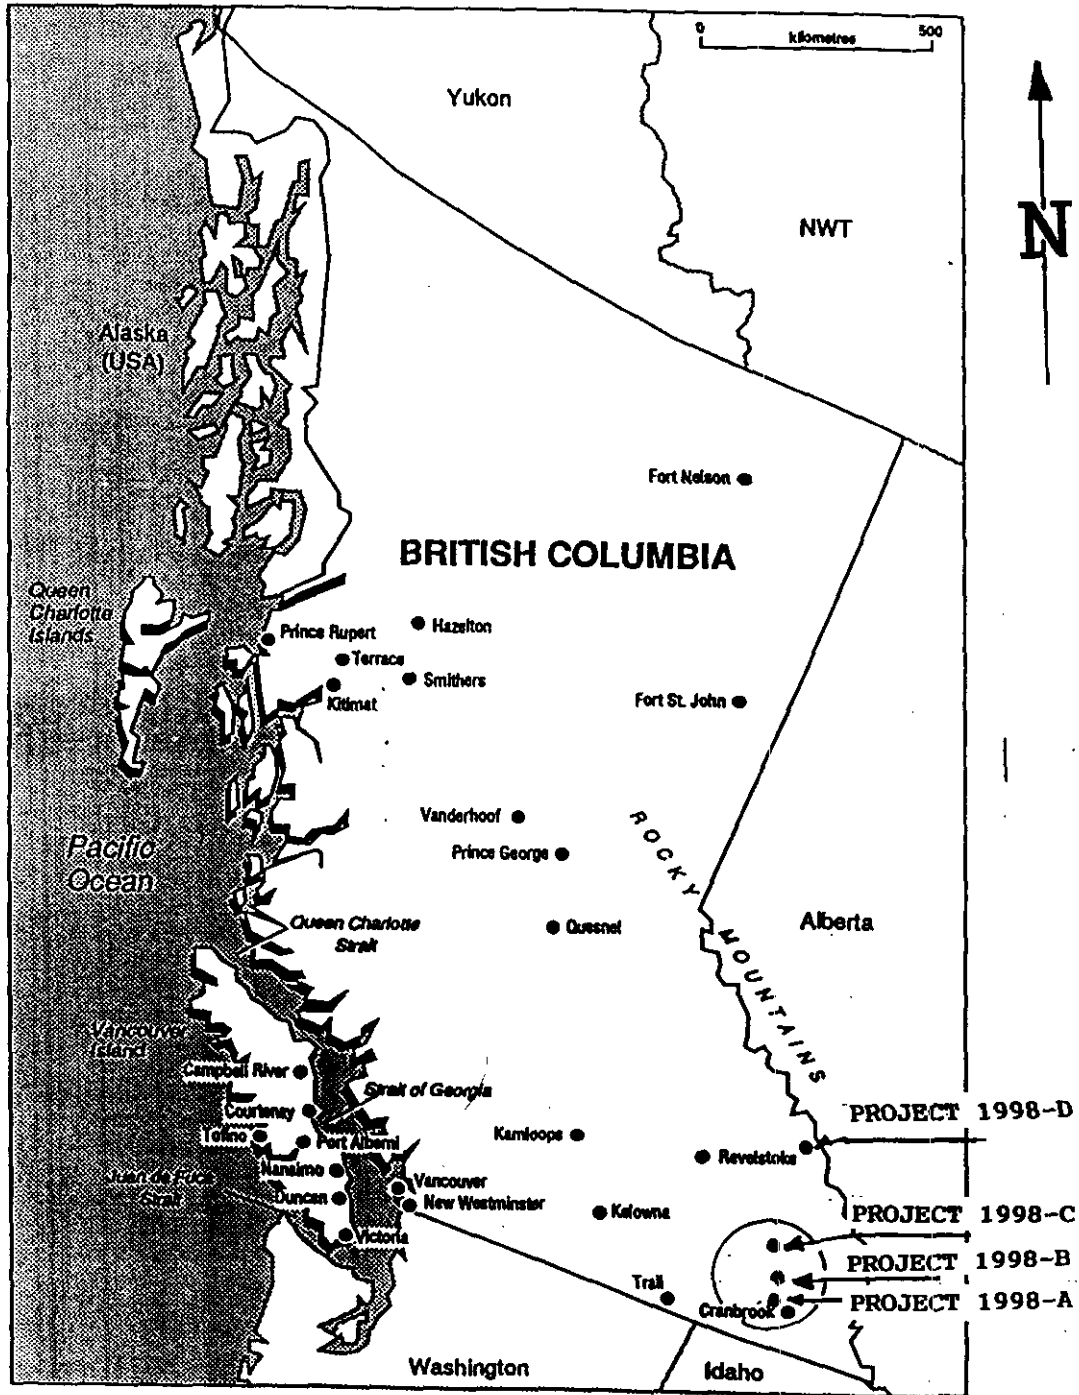 0 500
kilometres
Yukon
N
NWT
Alaska
(USA)
Fort Nelson
BRITISH COLUMBIA
Queen
Charlotte
Islands
Prince Rupert
Hazelton
Terrace
Smithers
Kitimat
Fort St. John
Vanderhoof
Prince George
ROCKY MOUNTAINS
Pacific
Ocean
Queen Charlotte
Strait
Quesnel
Alberta
Vancouver
Island
Campbell River
Strait of Georgia
Courtenay
Tofino
Port Alberni
Kamloops
PROJECT 1998-D
Revelstoke
Nanaimo
Juan de Fuca
Strait
Vancouver
Duncan
New Westminster
Kelowna
PROJECT 1998-C
Victoria
PROJECT 1998-B
Trail
Cranbrook
PROJECT 1998-A
Washington
Idaho